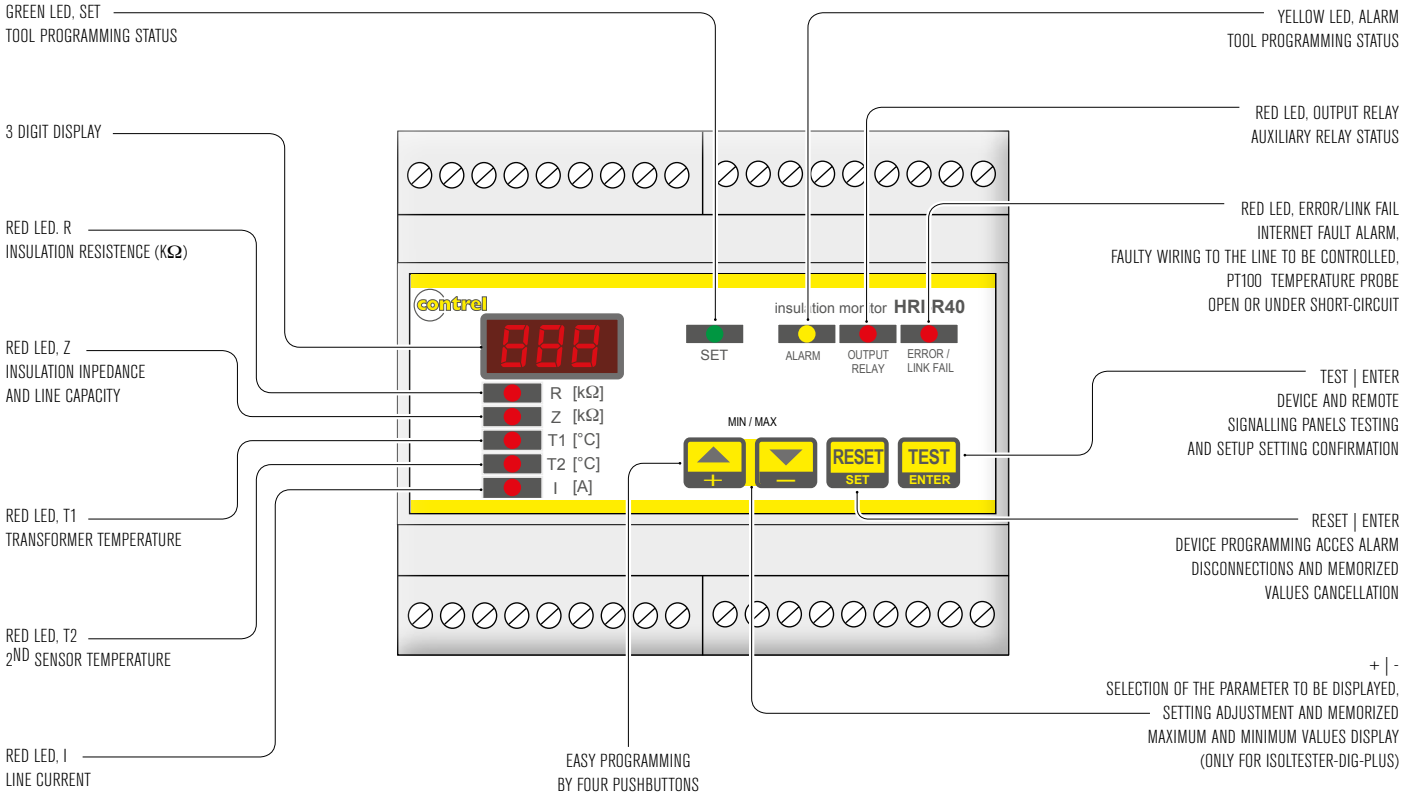 GREEN LED, SET
TOOL PROGRAMMING STATUS
3 DIGIT DISPLAY
RED LED. R
INSULATION RESISTENCE (KΩ)
RED LED, Z
INSULATION INPEDANCE
AND LINE CAPACITY
RED LED, T1
TRANSFORMER TEMPERATURE
RED LED, T2
2ND SENSOR TEMPERATURE
RED LED, I
LINE CURRENT
contrel
insulation monitor HRI R40
SET
ALARM
OUTPUT
RELAY
ERROR /
LINK FAIL
R [kΩ]
Z [kΩ]
T1 [°C]
T2 [°C]
I [A]
MIN / MAX
+
−
RESET
SET
TEST
ENTER
EASY PROGRAMMING
BY FOUR PUSHBUTTONS
YELLOW LED, ALARM
TOOL PROGRAMMING STATUS
RED LED, OUTPUT RELAY
AUXILIARY RELAY STATUS
RED LED, ERROR/LINK FAIL
INTERNET FAULT ALARM,
FAULTY WIRING TO THE LINE TO BE CONTROLLED,
PT100 TEMPERATURE PROBE
OPEN OR UNDER SHORT-CIRCUIT
TEST | ENTER
DEVICE AND REMOTE
SIGNALLING PANELS TESTING
AND SETUP SETTING CONFIRMATION
RESET | ENTER
DEVICE PROGRAMMING ACCES ALARM
DISCONNECTIONS AND MEMORIZED
VALUES CANCELLATION
+ | -
SELECTION OF THE PARAMETER TO BE DISPLAYED,
SETTING ADJUSTMENT AND MEMORIZED
MAXIMUM AND MINIMUM VALUES DISPLAY
(ONLY FOR ISOLTESTER-DIG-PLUS)